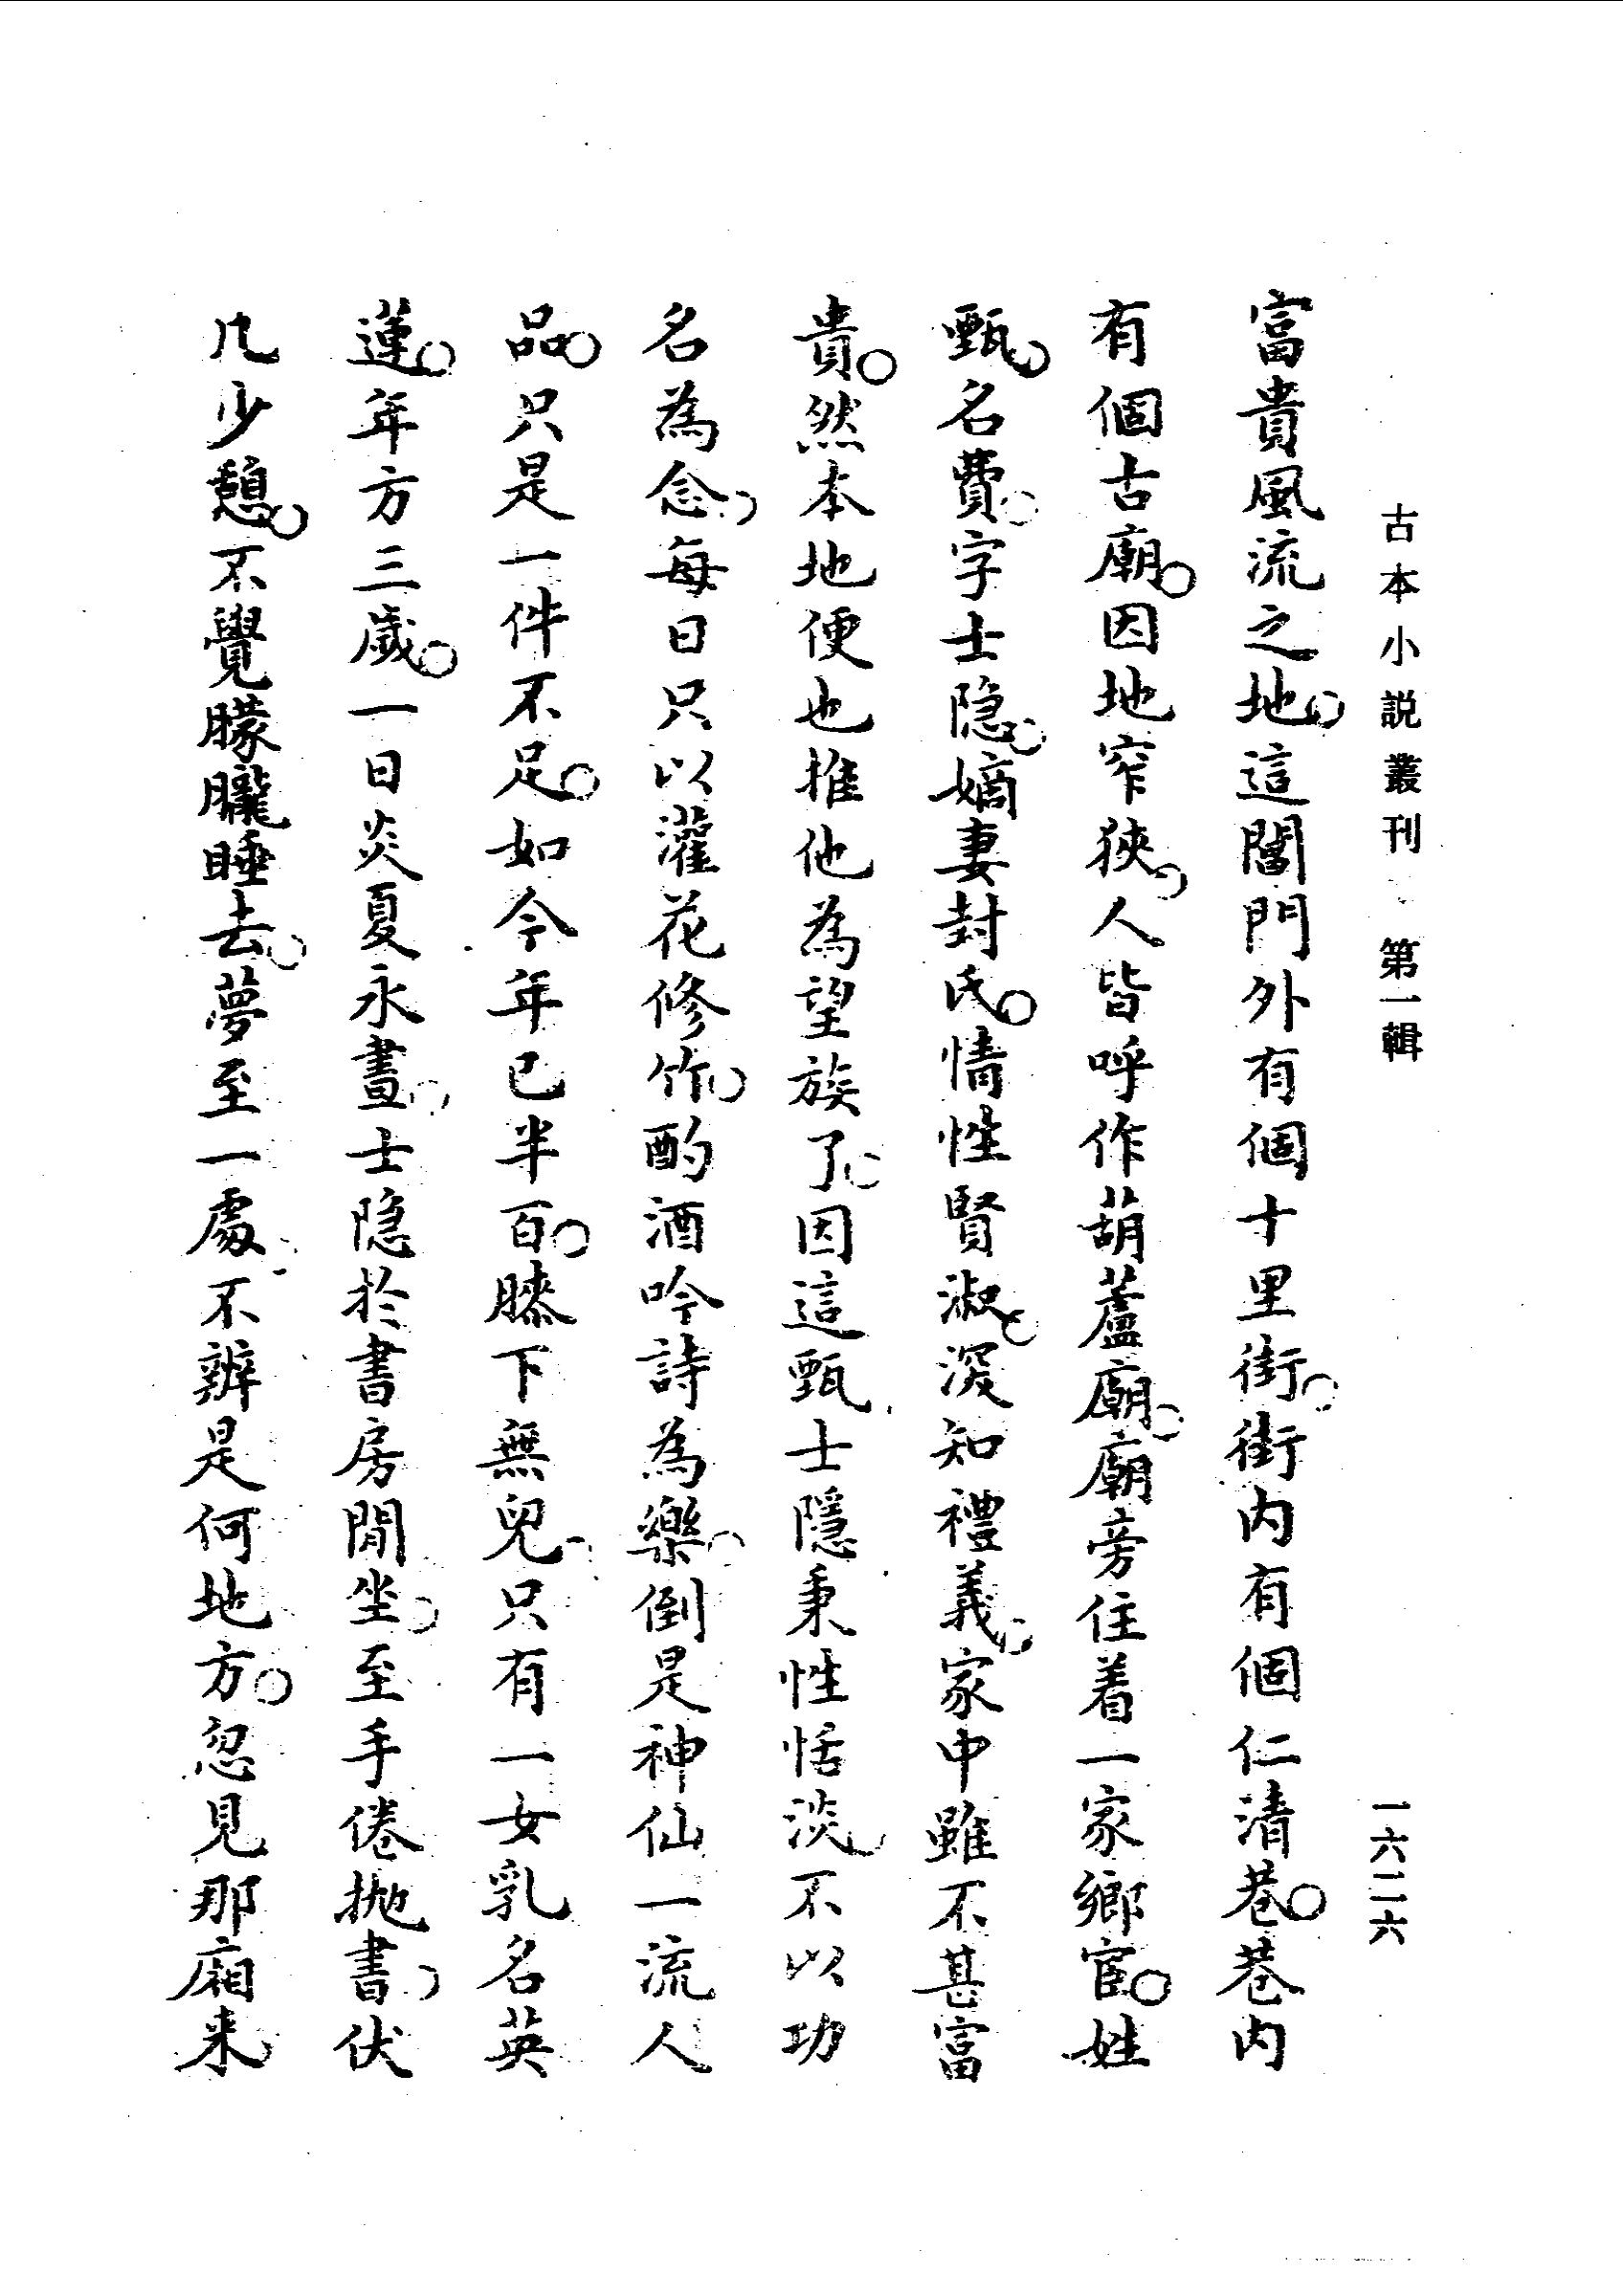 古本小説叢刊 第一輯 一六二六
富貴風流之地○這閶門外有個十里街○街內有個仁清巷○巷內
有個古廟○因地窄狹○人皆呼作葫蘆廟○廟旁住着一家鄉宦○姓
甄○名費○字士隐○嫡妻封氏○情性賢淑○深知禮義○家中雖不甚富
貴○然本地便也推他為望族了○因這甄士隱秉性恬淡○不以功
名為念○每日只以灌花修竹○酌酒吟詩為樂○倒是神仙一流人
品○只是一件不足○如今年已半百○膝下無兒○只有一女乳名英
蓮○年方三歲○一日炎夏永晝○士隐於書房閒坐○至手倦抛書○伏
几少憩○不覺朦朧睡去○夢至一處○不辨是何地方○忽見那廂来